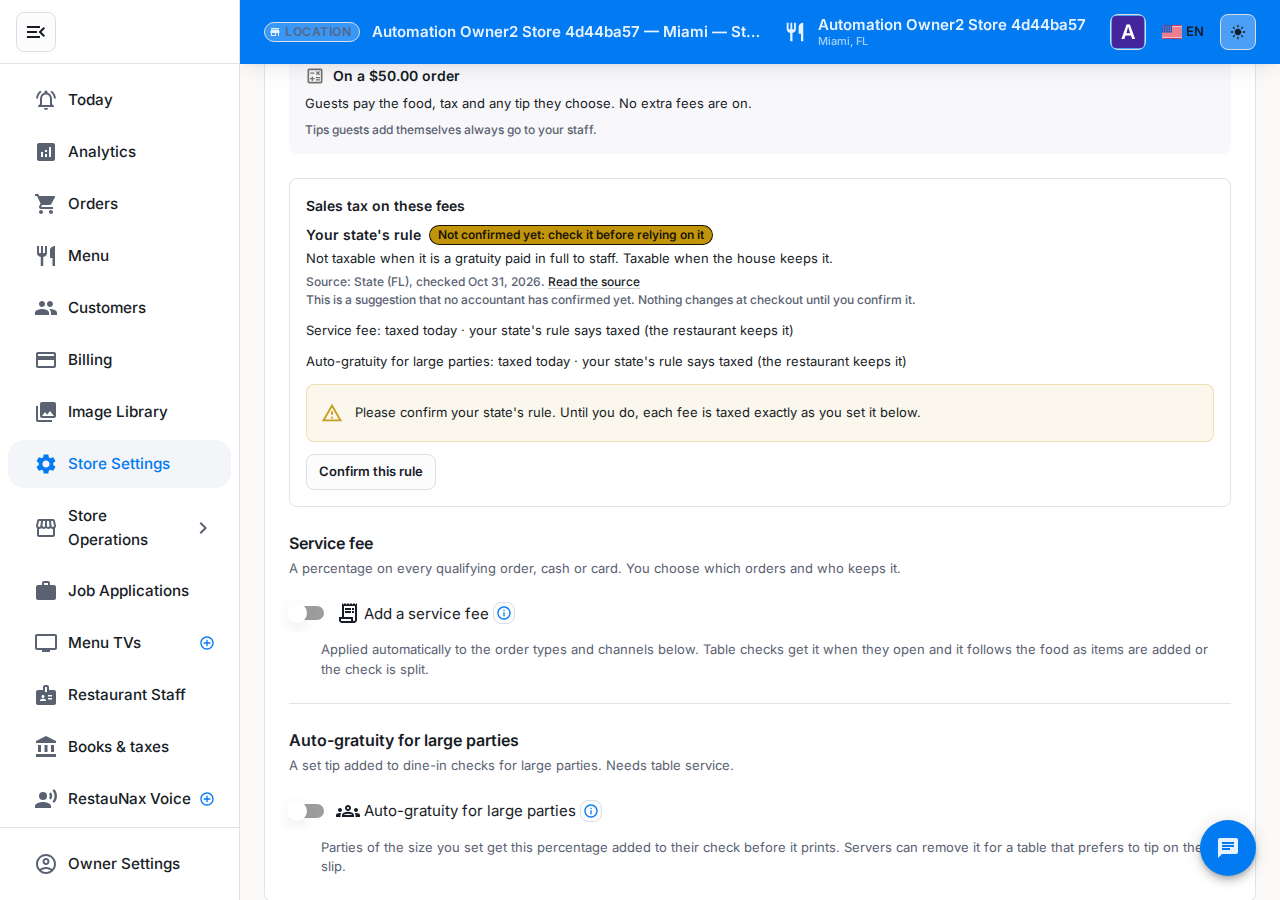 LOCATION
Automation Owner2 Store 4d44ba57 — Miami — St...
Automation Owner2 Store 4d44ba57
Miami, FL
A
EN
Today
Analytics
Orders
Menu
Customers
Billing
Image Library
Store Settings
Store
Operations
Job Applications
Menu TVs
Restaurant Staff
Books & taxes
RestauNax Voice
Owner Settings
On a $50.00 order
Guests pay the food, tax and any tip they choose. No extra fees are on.
Tips guests add themselves always go to your staff.
Sales tax on these fees
Your state's rule Not confirmed yet: check it before relying on it
Not taxable when it is a gratuity paid in full to staff. Taxable when the house keeps it.
Source: State (FL), checked Oct 31, 2026. Read the source
This is a suggestion that no accountant has confirmed yet. Nothing changes at checkout until you confirm it.
Service fee: taxed today · your state's rule says taxed (the restaurant keeps it)
Auto-gratuity for large parties: taxed today · your state's rule says taxed (the restaurant keeps it)
Please confirm your state's rule. Until you do, each fee is taxed exactly as you set it below.
Confirm this rule
Service fee
A percentage on every qualifying order, cash or card. You choose which orders and who keeps it.
Add a service fee
Applied automatically to the order types and channels below. Table checks get it when they open and it follows the food as items are added or
the check is split.
Auto-gratuity for large parties
A set tip added to dine-in checks for large parties. Needs table service.
Auto-gratuity for large parties
Parties of the size you set get this percentage added to their check before it prints. Servers can remove it for a table that prefers to tip on the
slip.